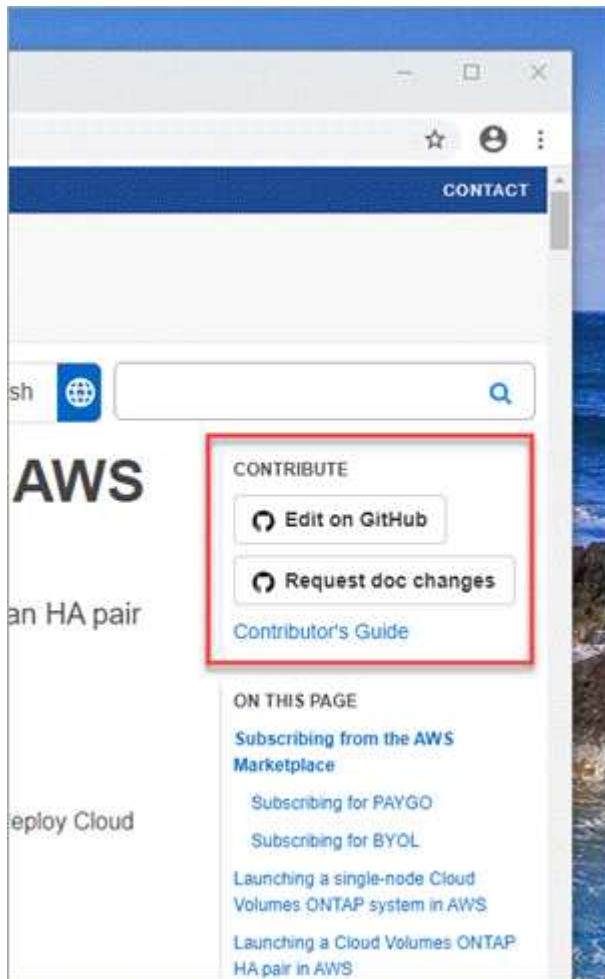 CONTACT
sh
AWS
CONTRIBUTE
Edit on GitHub
Request doc changes
an HA pair
Contributor's Guide
ON THIS PAGE
Subscribing from the AWS
Marketplace
Subscribing for PAYGO
eploy Cloud
Subscribing for BYOL
Launching a single-node Cloud
Volumes ONTAP system in AWS
Launching a Cloud Volumes ONTAP
HA pair in AWS